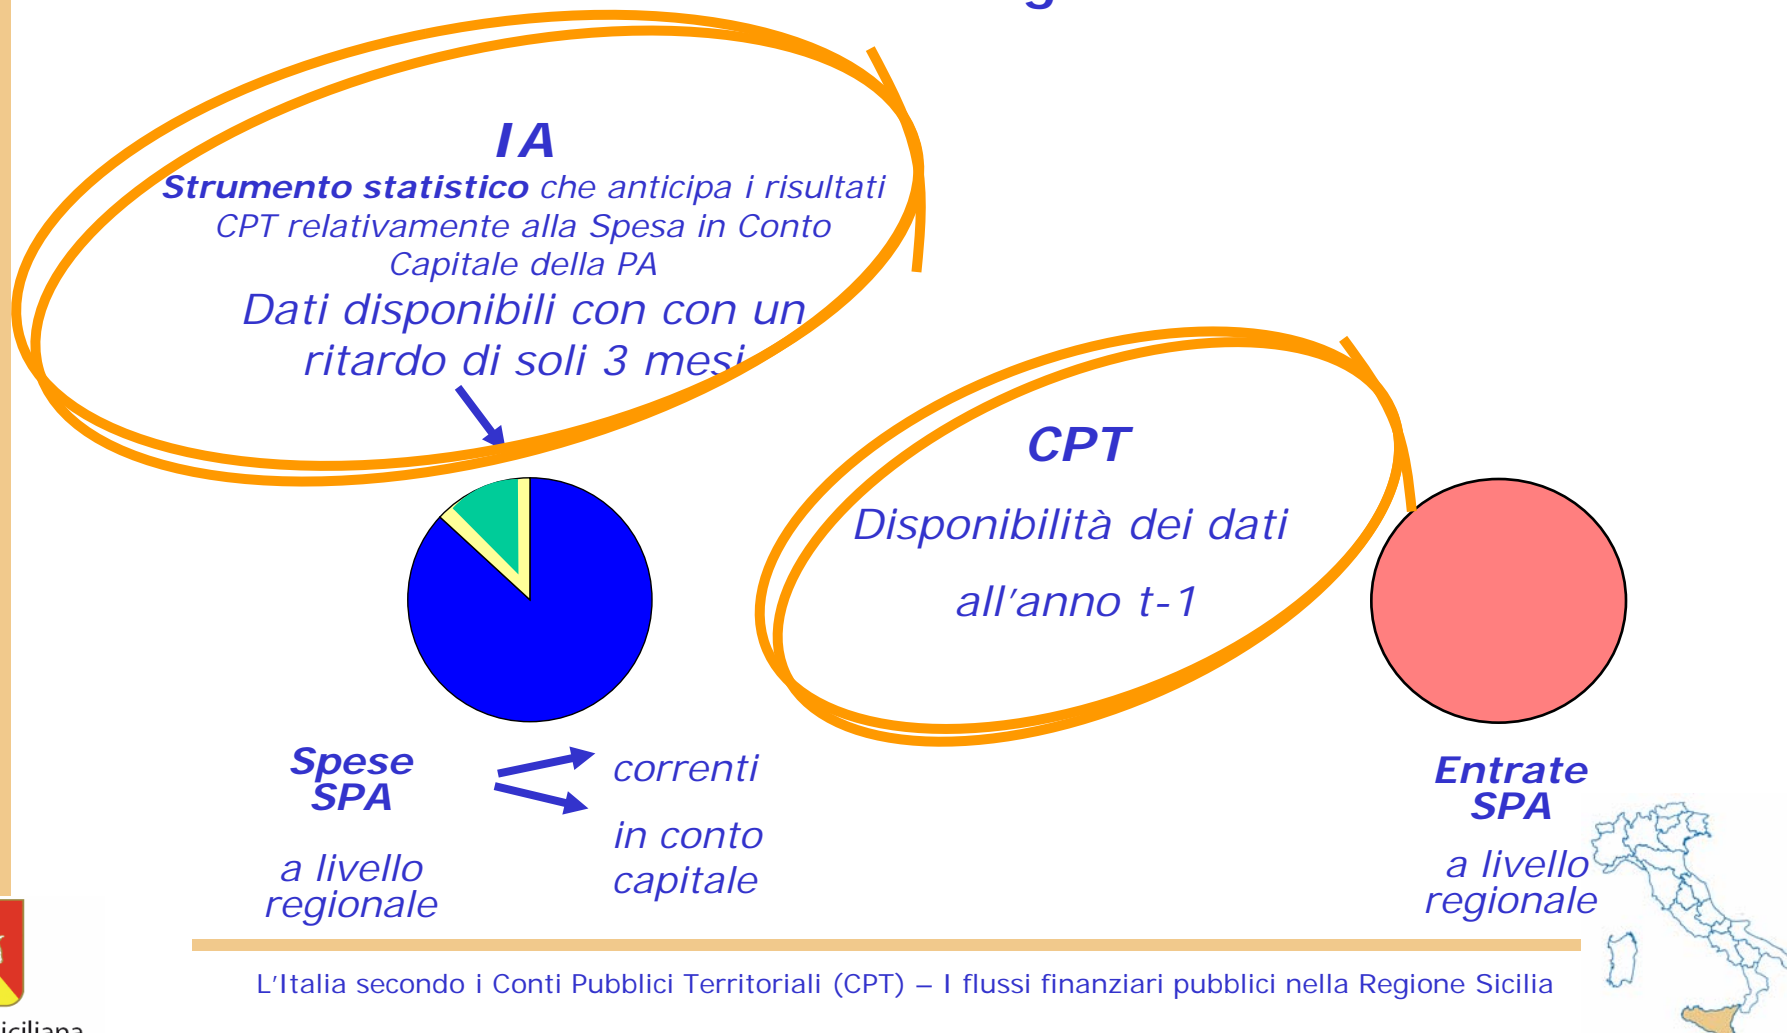 IA
Strumento statistico che anticipa i risultati
CPT relativamente alla Spesa in Conto
Capitale della PA
Dati disponibili con con un
ritardo di soli 3 mesi
CPT
Disponibilità dei dati
all'anno t-1
Spese
SPA
a livello
regionale
correnti
in conto
capitale
Entrate
SPA
a livello
regionale
L'Italia secondo i Conti Pubblici Territoriali (CPT) – I flussi finanziari pubblici nella Regione Sicilia